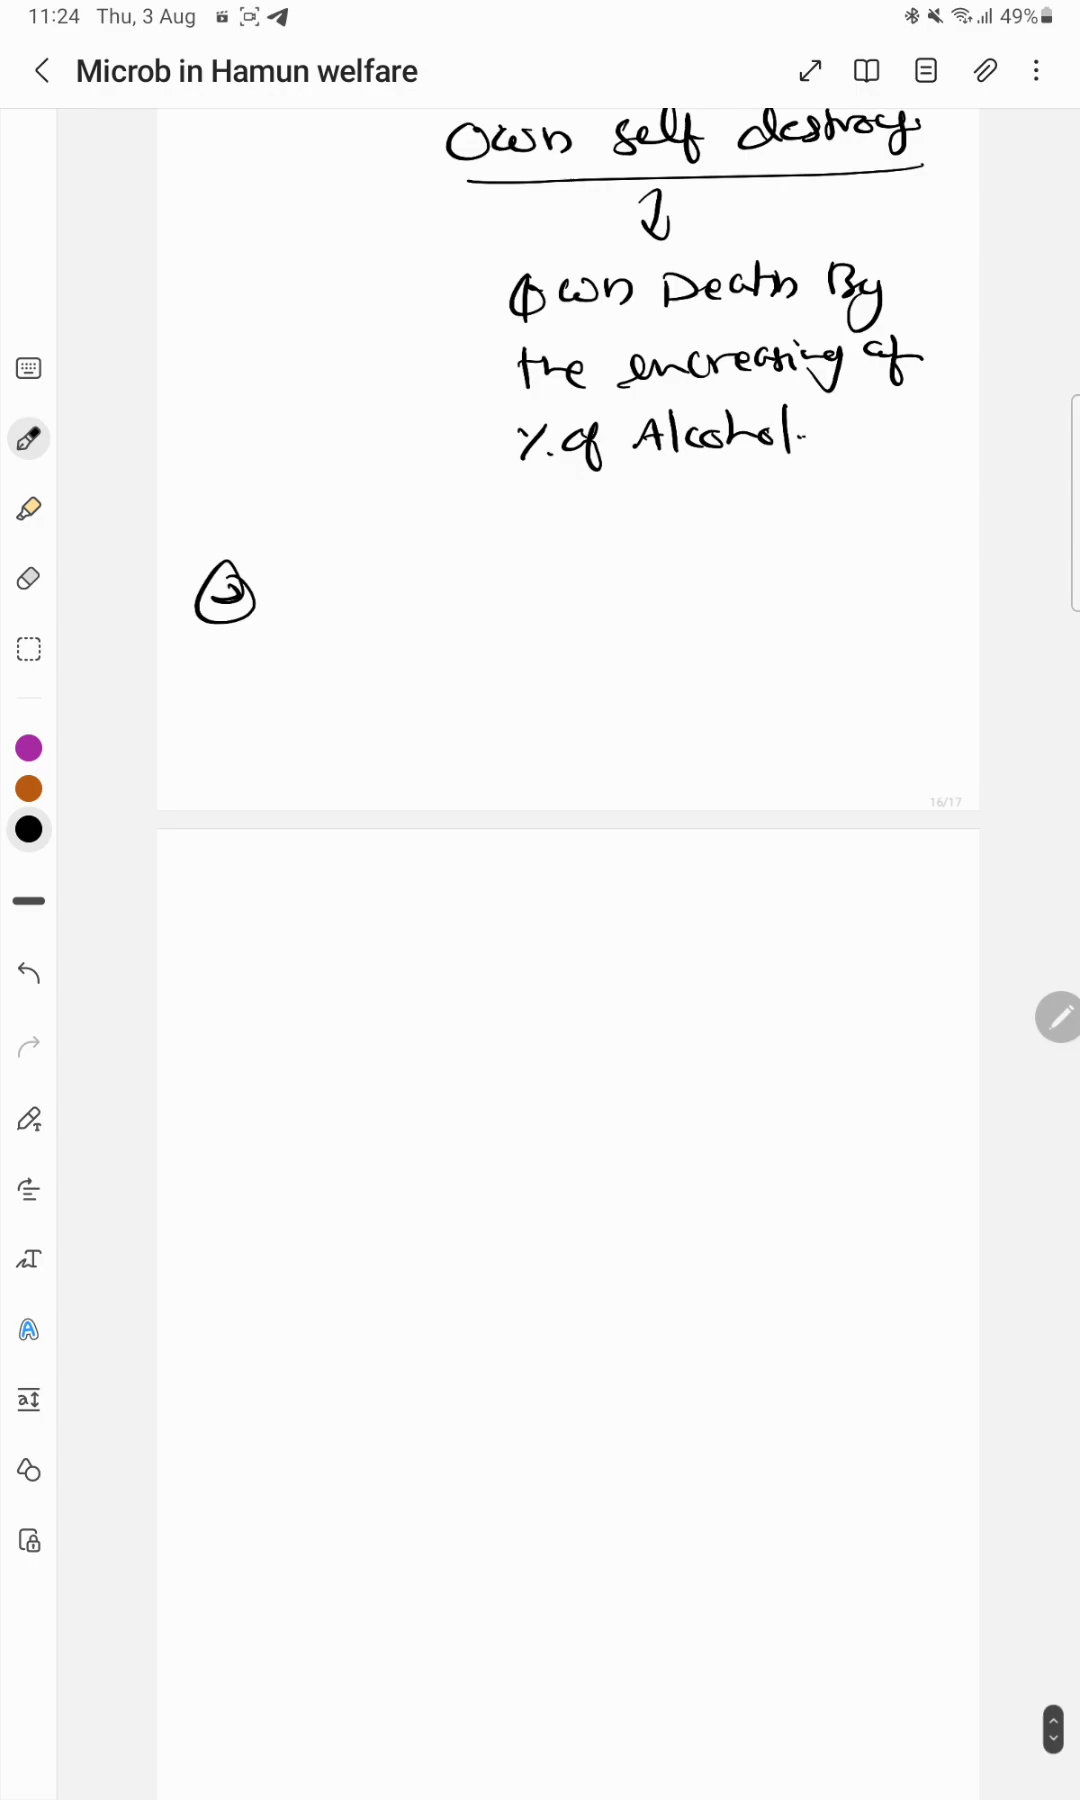 11:24 Thu, 3 Aug 49%
Microb in Hamun welfare
Own self destroy.
Own Death By
the encreasing of
%. of Alcohol.
16/17